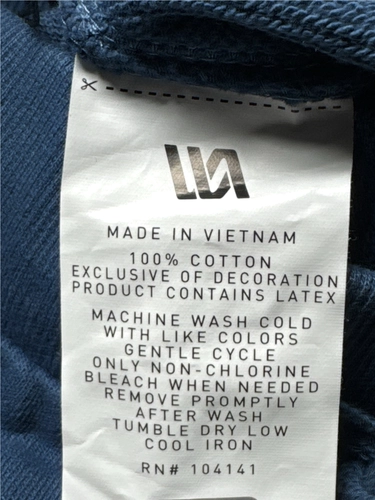 MADE IN VIETNAM
100% COTTON
EXCLUSIVE OF DECORATION
PRODUCT CONTAINS LATEX
MACHINE WASH COLD
WITH LIKE COLORS
GENTLE CYCLE
ONLY NON-CHLORINE
BLEACH WHEN NEEDED
REMOVE PROMPTLY
AFTER WASH
TUMBLE DRY LOW
COOL IRON
RN# 104141